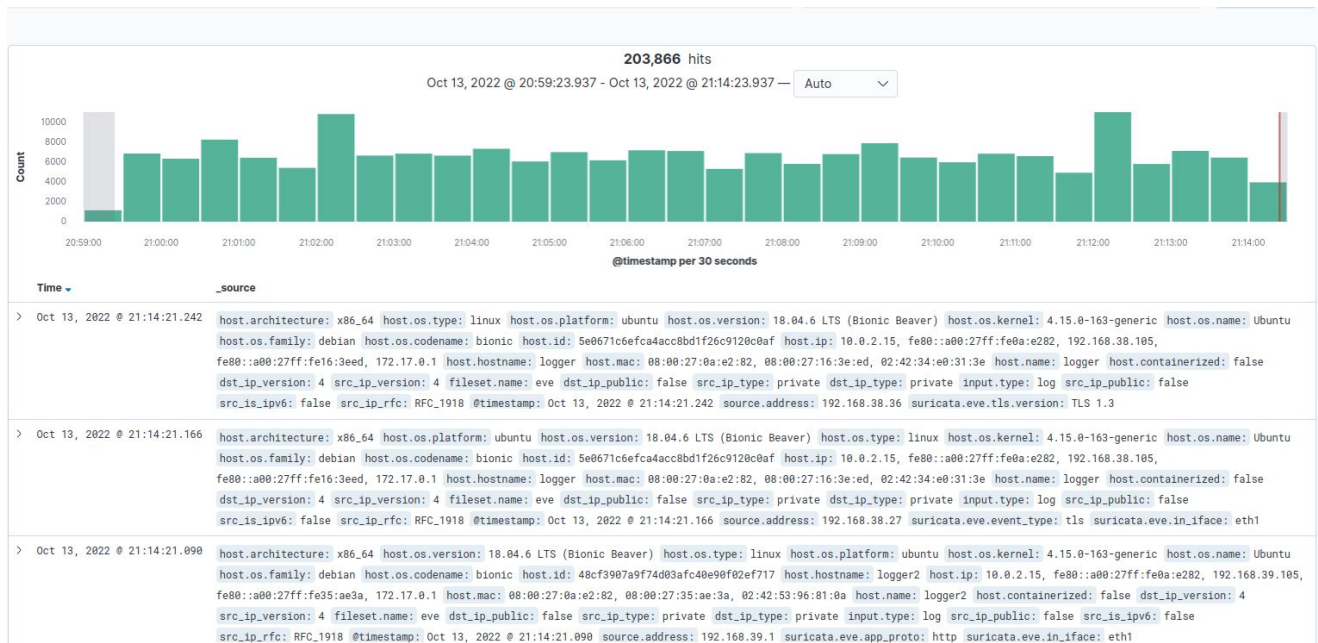 203,866 hits
Oct 13, 2022 @ 20:59:23.937 - Oct 13, 2022 @ 21:14:23.937 — Auto
Count
10000
8000
6000
4000
2000
0
20:59:00 21:00:00 21:01:00 21:02:00 21:03:00 21:04:00 21:05:00 21:06:00 21:07:00 21:08:00 21:09:00 21:10:00 21:11:00 21:12:00 21:13:00 21:14:00
@timestamp per 30 seconds
Time _source
Oct 13, 2022 @ 21:14:21.242 host.architecture: x86_64 host.os.type: linux host.os.platform: ubuntu host.os.version: 18.04.6 LTS (Bionic Beaver) host.os.kernel: 4.15.0-163-generic host.os.name: Ubuntu
host.os.family: debian host.os.codename: bionic host.id: 5e0671c6efca4acc8bd1f26c9120c0af host.ip: 10.0.2.15, fe80::a00:27ff:fe0a:e282, 192.168.38.105,
fe80::a00:27ff:fe16:3eed, 172.17.0.1 host.hostname: logger host.mac: 08:00:27:0a:e2:82, 08:00:27:16:3e:ed, 02:42:34:e0:31:3e host.name: logger host.containerized: false
dst_ip_version: 4 src_ip_version: 4 fileset.name: eve dst_ip_public: false src_ip_type: private dst_ip_type: private input.type: log src_ip_public: false
src_is_ipv6: false src_ip_rfc: RFC_1918 @timestamp: Oct 13, 2022 @ 21:14:21.242 source.address: 192.168.38.36 suricata.eve.tls.version: TLS 1.3
Oct 13, 2022 @ 21:14:21.166 host.architecture: x86_64 host.os.platform: ubuntu host.os.version: 18.04.6 LTS (Bionic Beaver) host.os.type: linux host.os.kernel: 4.15.0-163-generic host.os.name: Ubuntu
host.os.family: debian host.os.codename: bionic host.id: 5e0671c6efca4acc8bd1f26c9120c0af host.ip: 10.0.2.15, fe80::a00:27ff:fe0a:e282, 192.168.38.105,
fe80::a00:27ff:fe16:3eed, 172.17.0.1 host.hostname: logger host.mac: 08:00:27:0a:e2:82, 08:00:27:16:3e:ed, 02:42:34:e0:31:3e host.name: logger host.containerized: false
dst_ip_version: 4 src_ip_version: 4 fileset.name: eve dst_ip_public: false src_ip_type: private dst_ip_type: private input.type: log src_ip_public: false
src_is_ipv6: false src_ip_rfc: RFC_1918 @timestamp: Oct 13, 2022 @ 21:14:21.166 source.address: 192.168.38.27 suricata.eve.event_type: tls suricata.eve.in_iface: eth1
Oct 13, 2022 @ 21:14:21.090 host.architecture: x86_64 host.os.version: 18.04.6 LTS (Bionic Beaver) host.os.type: linux host.os.platform: ubuntu host.os.kernel: 4.15.0-163-generic host.os.name: Ubuntu
host.os.family: debian host.os.codename: bionic host.id: 48cf3907a9f74d03afc40e90f02ef717 host.hostname: logger2 host.ip: 10.0.2.15, fe80::a00:27ff:fe0a:e282, 192.168.39.105,
fe80::a00:27ff:fe35:ae3a, 172.17.0.1 host.mac: 08:00:27:0a:e2:82, 08:00:27:35:ae:3a, 02:42:53:96:81:0a host.name: logger2 host.containerized: false dst_ip_version: 4
src_ip_version: 4 fileset.name: eve dst_ip_public: false src_ip_type: private dst_ip_type: private input.type: log src_ip_public: false src_is_ipv6: false
src_ip_rfc: RFC_1918 @timestamp: Oct 13, 2022 @ 21:14:21.090 source.address: 192.168.39.1 suricata.eve.app_proto: http suricata.eve.in_iface: eth1